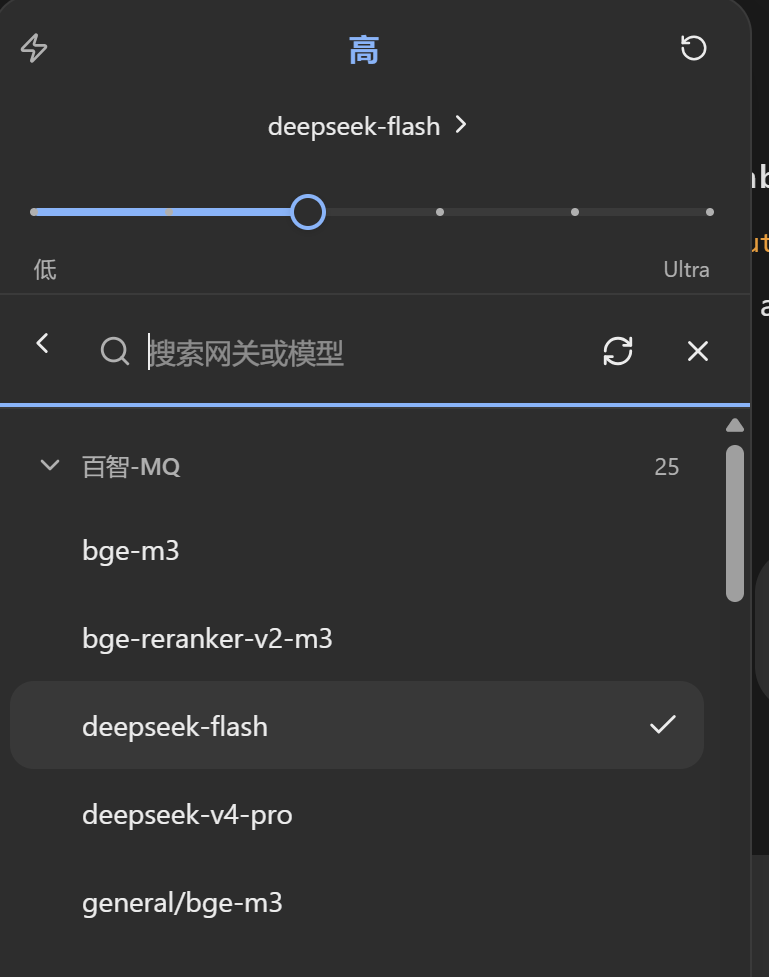 高
deepseek-flash
低 Ultra
搜索网关或模型
百智-MQ 25
bge-m3
bge-reranker-v2-m3
deepseek-flash
deepseek-v4-pro
general/bge-m3